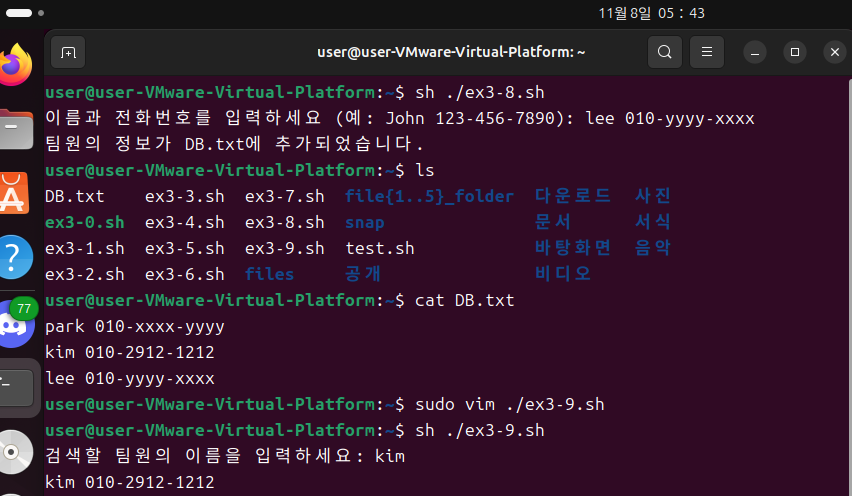 11월 8일 05 : 43
user@user-VMware-Virtual-Platform: ~
user@user-VMware-Virtual-Platform:~$ sh ./ex3-8.sh
이름과 전화번호를 입력하세요 (예: John 123-456-7890): lee 010-yyyy-xxxx
팀원의 정보가 DB.txt에 추가되었습니다.
user@user-VMware-Virtual-Platform:~$ ls
DB.txt ex3-3.sh ex3-7.sh file{1..5}_folder 다운로드 사진
ex3-0.sh ex3-4.sh ex3-8.sh snap 문서 서식
ex3-1.sh ex3-5.sh ex3-9.sh test.sh 바탕화면 음악
ex3-2.sh ex3-6.sh files 공개 비디오
77
user@user-VMware-Virtual-Platform:~$ cat DB.txt
park 010-xxxx-yyyy
kim 010-2912-1212
lee 010-yyyy-xxxx
user@user-VMware-Virtual-Platform:~$ sudo vim ./ex3-9.sh
user@user-VMware-Virtual-Platform:~$ sh ./ex3-9.sh
검색할 팀원의 이름을 입력하세요: kim
kim 010-2912-1212